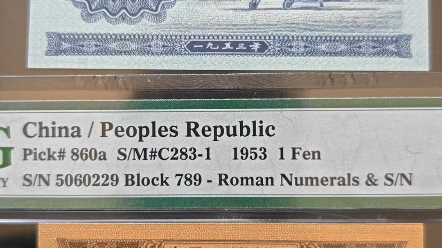 一九五三年
China / Peoples Republic
Pick# 860a S/M#C283-1 1953 1 Fen
S/N 5060229 Block 789 - Roman Numerals & S/N